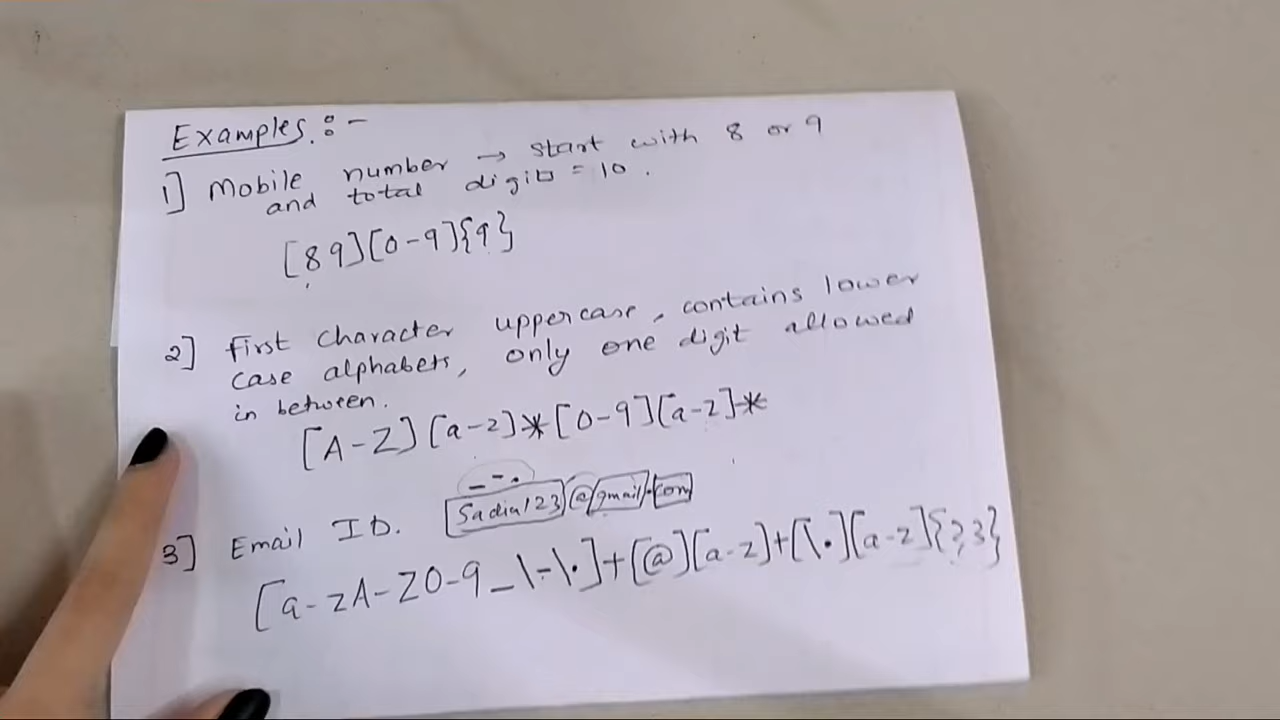 Examples :-
1] Mobile number → start with 8 or 9
and total digits = 10.
[89][0-9]{9}
2] First character uppercase, contains lower
case alphabets, only one digit allowed
in between.
[A-Z][a-z]*[0-9][a-z]*
_ - .
Sadia123@gmail.com
3] Email ID.
[a-zA-Z0-9_\-\.]+[@][a-z]+[\.][a-z]{2,3}